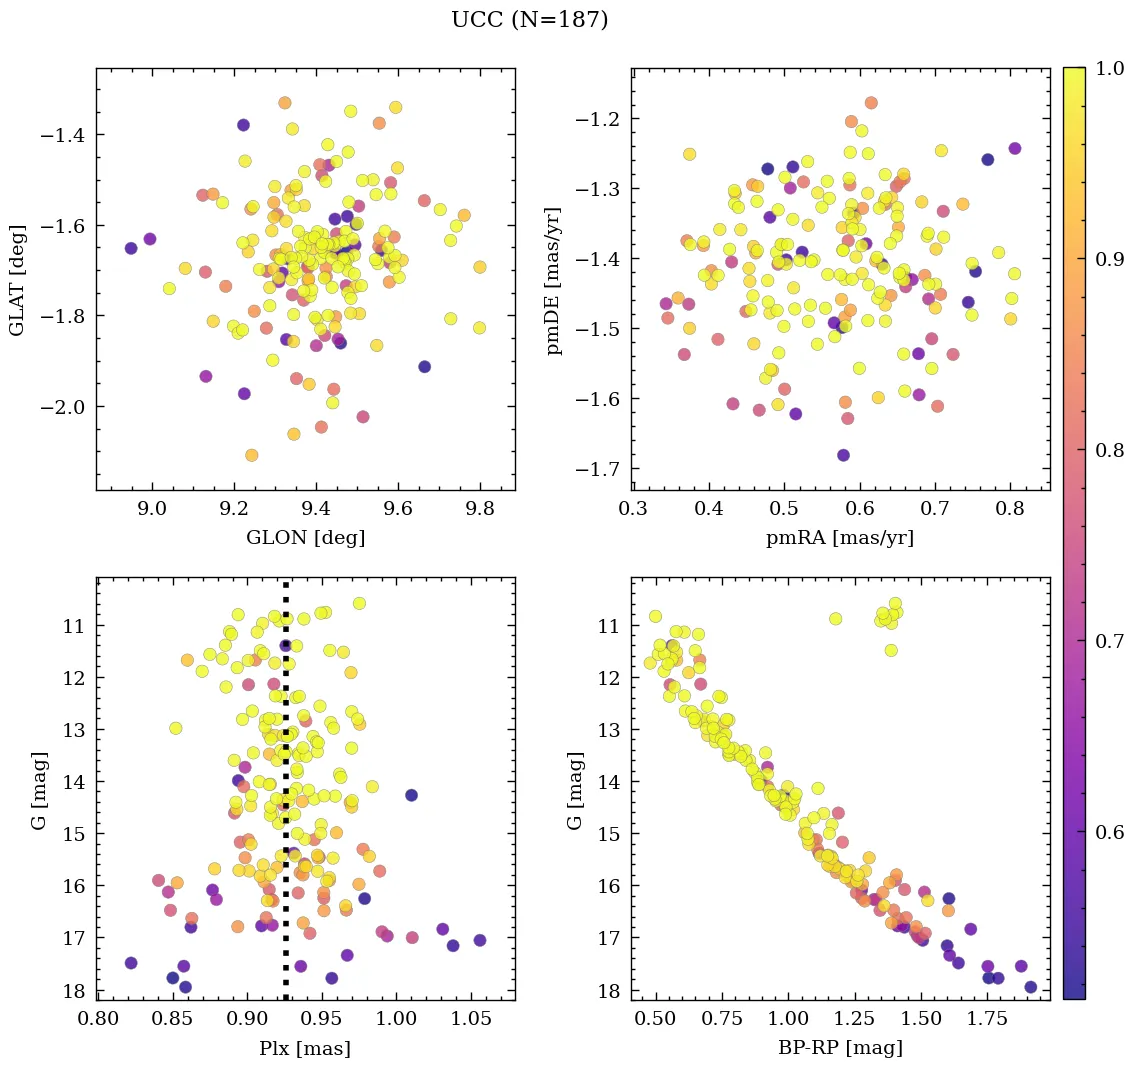 UCC (N=187)
−1.4
−1.6
−1.8
−2.0
GLAT [deg]
9.0 9.2 9.4 9.6 9.8
GLON [deg]
−1.2
−1.3
−1.4
−1.5
−1.6
−1.7
pmDE [mas/yr]
0.3 0.4 0.5 0.6 0.7 0.8
pmRA [mas/yr]
1.0
0.9
0.8
0.7
0.6
11
12
13
14
15
16
17
18
G [mag]
0.80 0.85 0.90 0.95 1.00 1.05
Plx [mas]
11
12
13
14
15
16
17
18
G [mag]
0.50 0.75 1.00 1.25 1.50 1.75
BP-RP [mag]